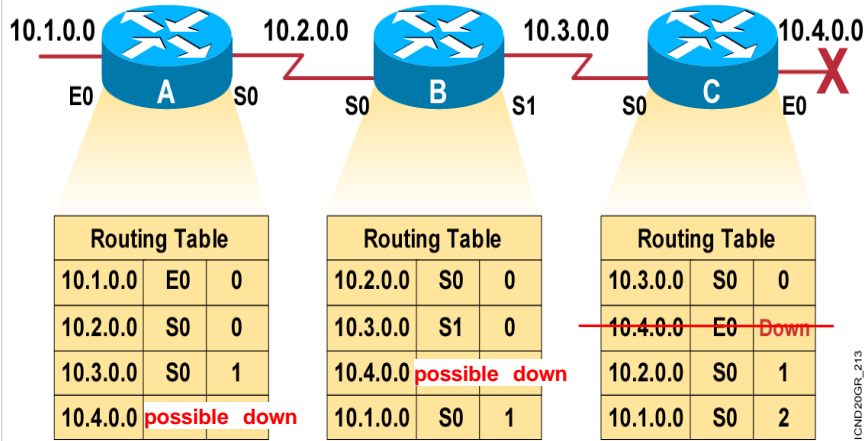 10.1.0.0 10.2.0.0 10.3.0.0 10.4.0.0
X
A B C
E0 S0 S0 S1 S0 E0
Routing Table
10.1.0.0 E0 0
10.2.0.0 S0 0
10.3.0.0 S0 1
10.4.0.0 possible down
Routing Table
10.2.0.0 S0 0
10.3.0.0 S1 0
10.4.0.0 possible down
10.1.0.0 S0 1
Routing Table
10.3.0.0 S0 0
10.4.0.0 E0 Down
10.2.0.0 S0 1
10.1.0.0 S0 2
ICND20GR_213